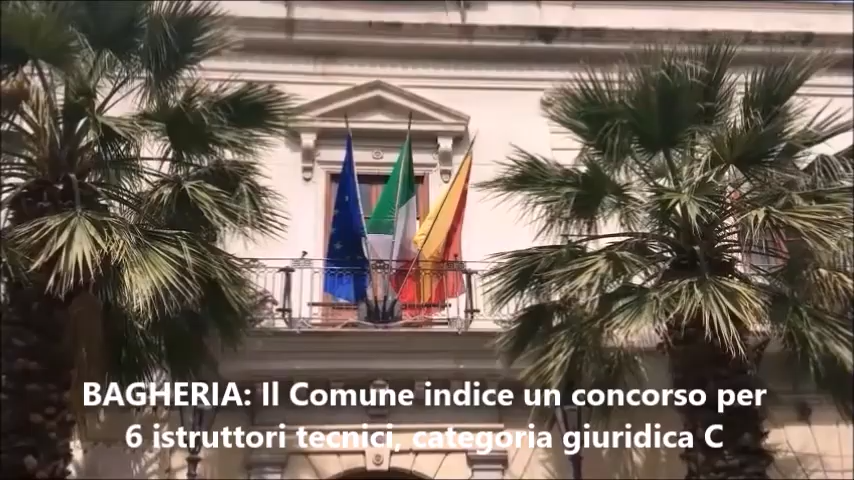 BAGHERIA: Il Comune indice un concorso per
6 istruttori tecnici, categoria giuridica C